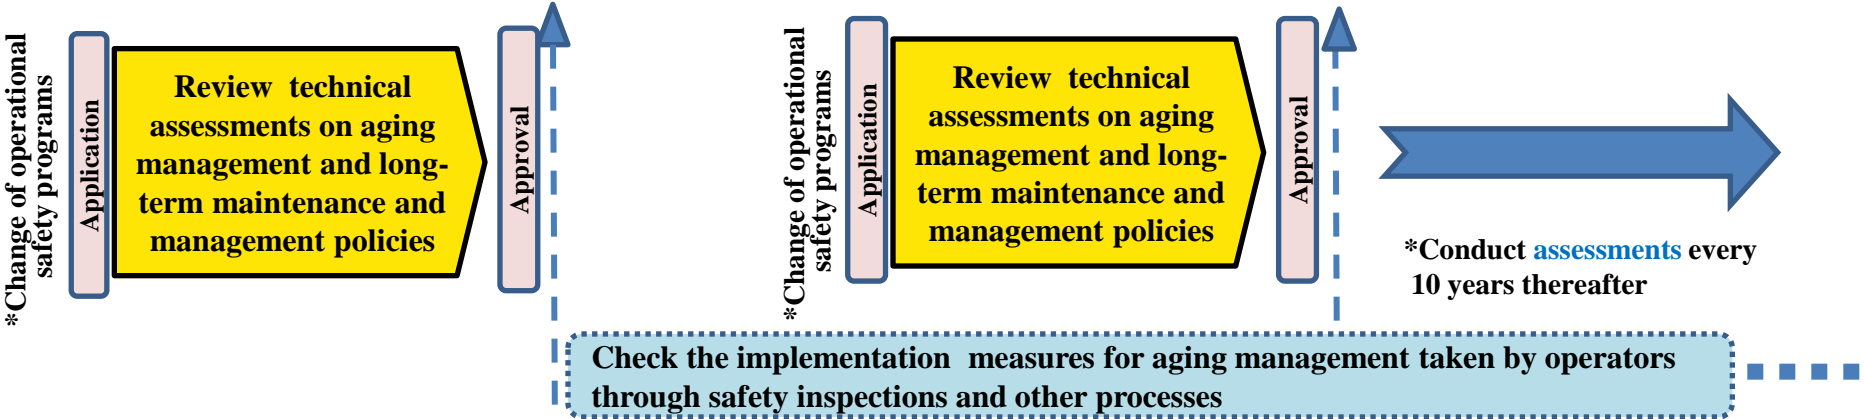 *Change of operational
safety programs
Application
Review technical
assessments on aging
management and long-
term maintenance and
management policies
Approval
*Change of operational
safety programs
Application
Review technical
assessments on aging
management and long-
term maintenance and
management policies
Approval
*Conduct assessments every
10 years thereafter
Check the implementation measures for aging management taken by operators
through safety inspections and other processes